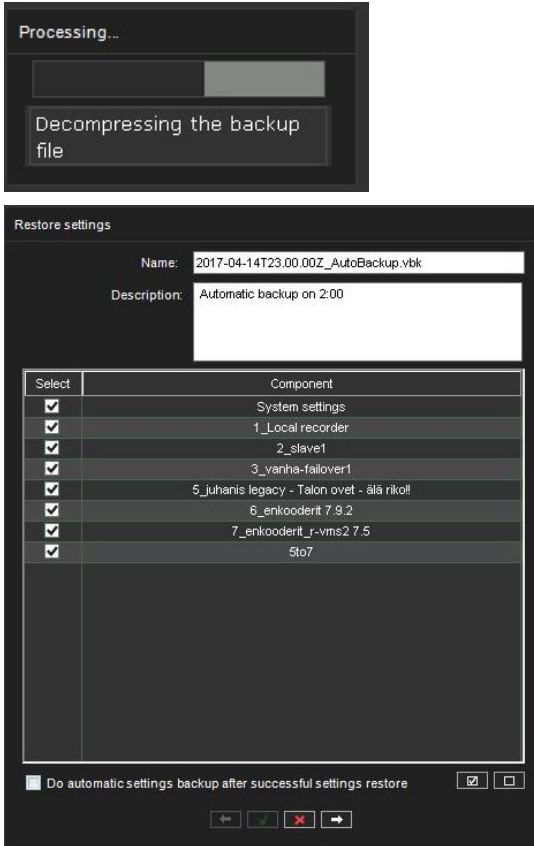 Processing...
Decompressing the backup
file
Restore settings
Name: 2017-04-14T23.00.00Z_AutoBackup.vbk
Description: Automatic backup on 2:00
Select Component
System settings
1_Local recorder
2_slave1
3_vanha-failover1
5_juhanis legacy - Talon ovet - älä riko!!
6_enkooderit 7.9.2
7_enkooderit_r-vms2 7.5
5to7
Do automatic settings backup after successful settings restore